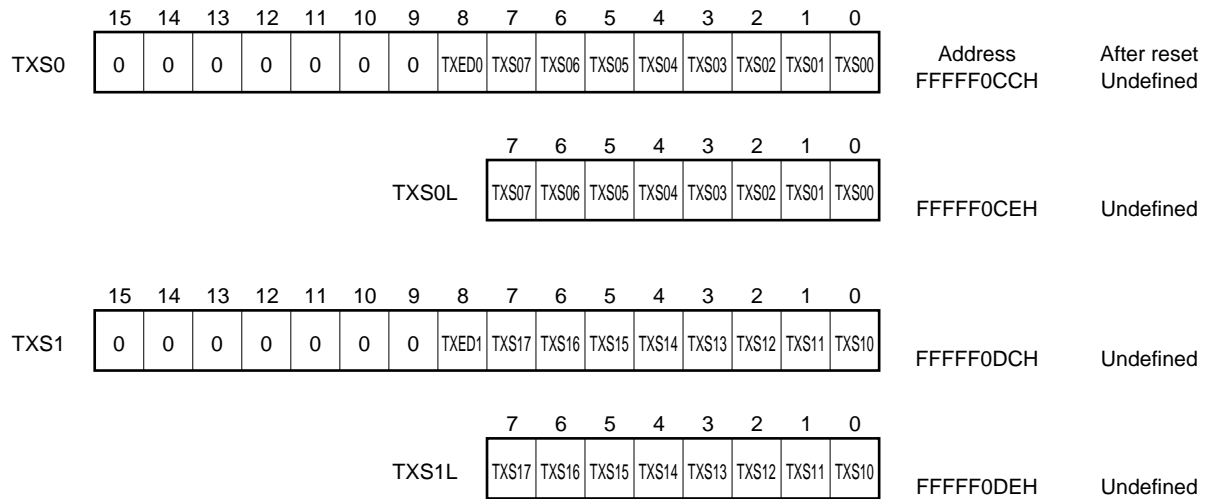 15 14 13 12 11 10 9 8 7 6 5 4 3 2 1 0
TXS0 0 0 0 0 0 0 0 TXED0 TXS07 TXS06 TXS05 TXS04 TXS03 TXS02 TXS01 TXS00 Address After reset
FFFFF0CCH Undefined
7 6 5 4 3 2 1 0
TXS0L TXS07 TXS06 TXS05 TXS04 TXS03 TXS02 TXS01 TXS00
FFFFF0CEH Undefined
15 14 13 12 11 10 9 8 7 6 5 4 3 2 1 0
TXS1 0 0 0 0 0 0 0 TXED1 TXS17 TXS16 TXS15 TXS14 TXS13 TXS12 TXS11 TXS10
FFFFF0DCH Undefined
7 6 5 4 3 2 1 0
TXS1L TXS17 TXS16 TXS15 TXS14 TXS13 TXS12 TXS11 TXS10
FFFFF0DEH Undefined